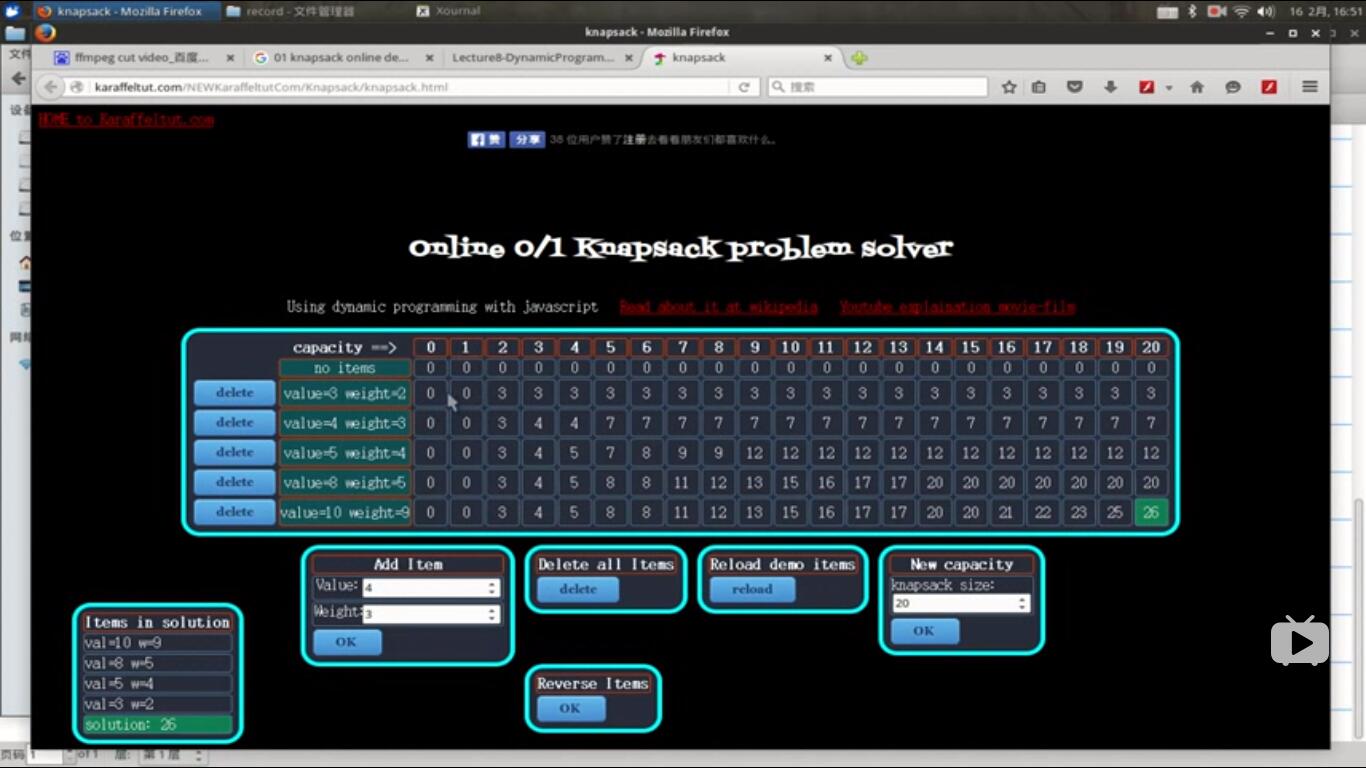 knapsack - Mozilla Firefox record - 文件管理器 Xournal 16 2月, 16:51
knapsack - Mozilla Firefox
文件
ffmpeg cut video_百度... 01 knapsack online de... Lecture8-DynamicProgram... knapsack
karaffeltut.com/NEWKaraffeltutCom/Knapsack/knapsack.html 搜索
HOME to Karaffeltut.com
赞 分享 38 位用户赞了注册去看看朋友们都喜欢什么。
Online 0/1 Knapsack problem solver
Using dynamic programming with javascript Read about it at wikipedia Youtube explaination movie-film
capacity ==> 0 1 2 3 4 5 6 7 8 9 10 11 12 13 14 15 16 17 18 19 20
no items 0 0 0 0 0 0 0 0 0 0 0 0 0 0 0 0 0 0 0 0 0
delete value=3 weight=2 0 0 3 3 3 3 3 3 3 3 3 3 3 3 3 3 3 3 3 3 3
delete value=4 weight=3 0 0 3 4 4 7 7 7 7 7 7 7 7 7 7 7 7 7 7 7 7
delete value=5 weight=4 0 0 3 4 5 7 8 9 9 12 12 12 12 12 12 12 12 12 12 12 12
delete value=8 weight=5 0 0 3 4 5 8 8 11 12 13 15 16 17 17 20 20 20 20 20 20 20
delete value=10 weight=9 0 0 3 4 5 8 8 11 12 13 15 16 17 17 20 20 21 22 23 25 26
Add Item Delete all Items Reload demo items New capacity
Value: 4 delete reload knapsack size:
Weight: 3 20
OK OK
Items in solution
val=10 w=9
val=8 w=5
val=5 w=4
val=3 w=2
solution: 26
Reverse Items
OK
页码 1 of 1 层: 第 1 层